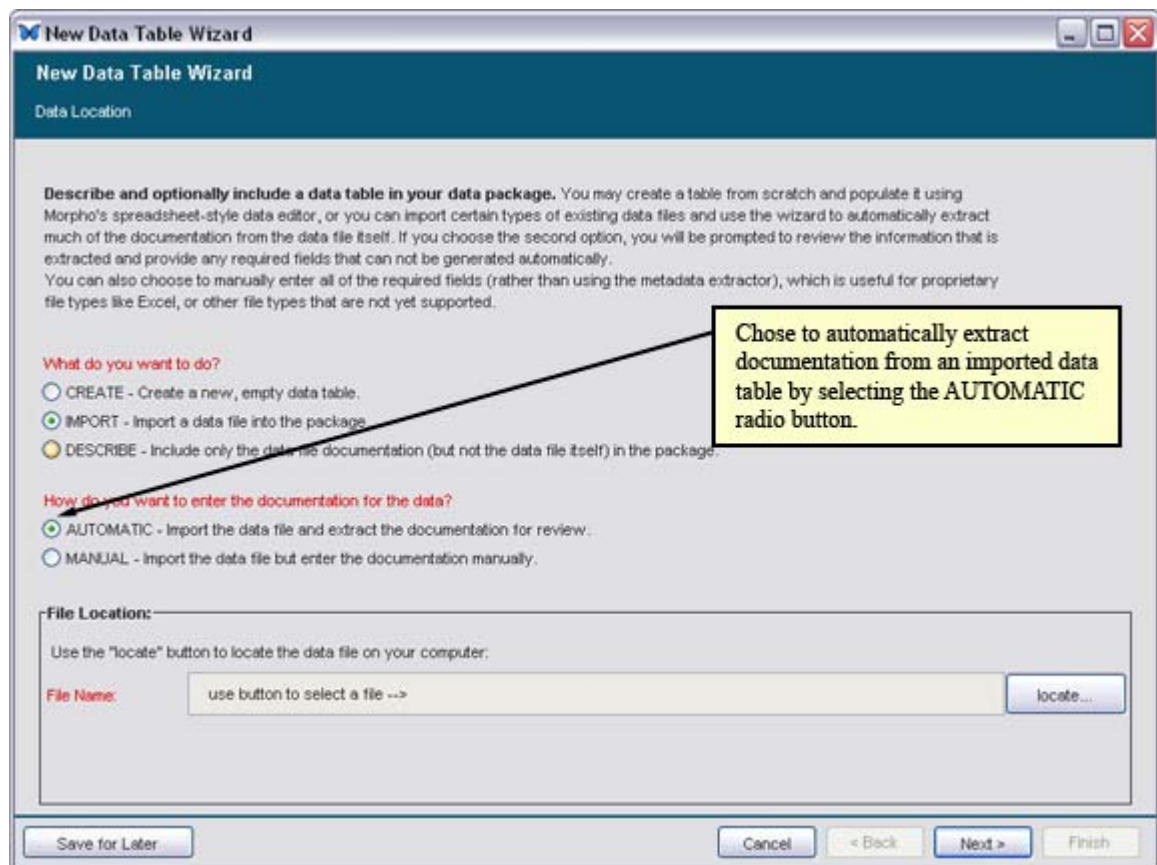 New Data Table Wizard
New Data Table Wizard
Data Location
Describe and optionally include a data table in your data package. You may create a table from scratch and populate it using
Morpho's spreadsheet-style data editor, or you can import certain types of existing data files and use the wizard to automatically extract
much of the documentation from the data file itself. If you choose the second option, you will be prompted to review the information that is
extracted and provide any required fields that can not be generated automatically.
You can also choose to manually enter all of the required fields (rather than using the metadata extractor), which is useful for proprietary
file types like Excel, or other file types that are not yet supported.
Chose to automatically extract
documentation from an imported data
table by selecting the AUTOMATIC
radio button.
What do you want to do?
CREATE - Create a new, empty data table.
IMPORT - Import a data file into the package
DESCRIBE - Include only the data file documentation (but not the data file itself) in the package.
How do you want to enter the documentation for the data?
AUTOMATIC - Import the data file and extract the documentation for review.
MANUAL - Import the data file but enter the documentation manually.
File Location:
Use the "locate" button to locate the data file on your computer:
File Name: use button to select a file --> locate...
Save for Later Cancel < Back Next > Finish